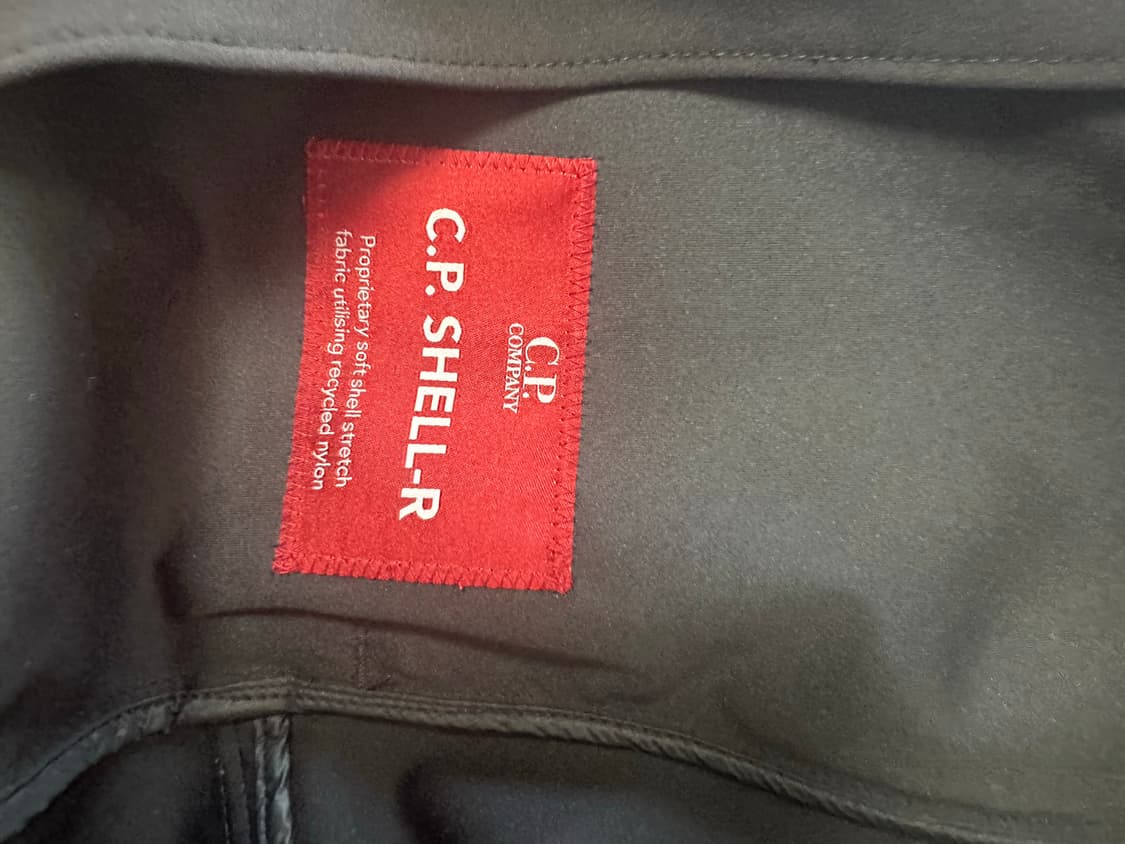 C.P.
COMPANY
C.P. SHELL-R
Proprietary soft shell stretch
fabric utilising recycled nylon